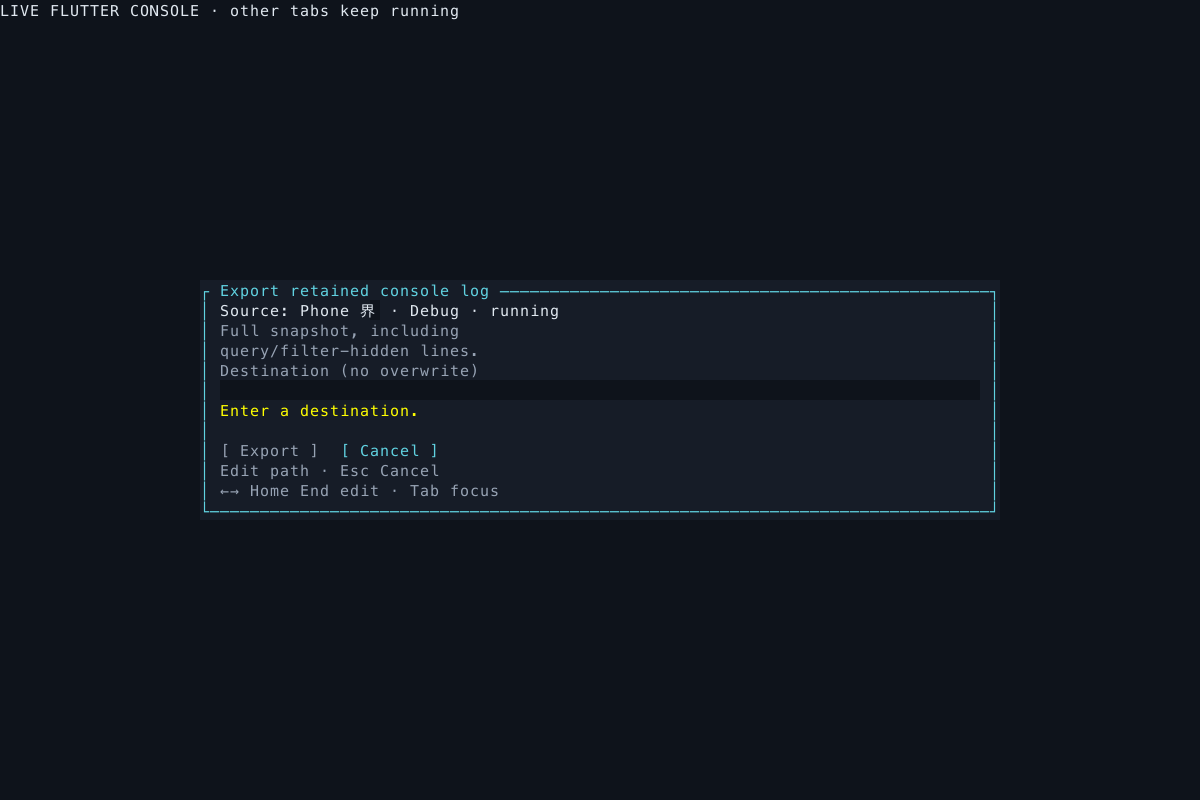 LIVE FLUTTER CONSOLE · other tabs keep running
Export retained console log
Source: Phone 界 · Debug · running
Full snapshot, including
query/filter-hidden lines.
Destination (no overwrite)
Enter a destination.
[ Export ]  [ Cancel ]
Edit path · Esc Cancel
←→ Home End edit · Tab focus